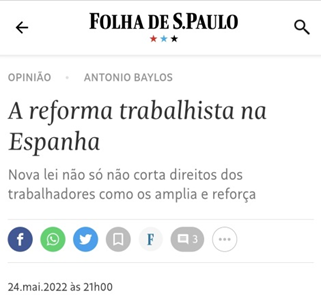 FOLHA DE S.PAULO
OPINIÃO • ANTONIO BAYLOS
A reforma trabalhista na
Espanha
Nova lei não só não corta direitos dos
trabalhadores como os amplia e reforça
3
24.mai.2022 às 21h00